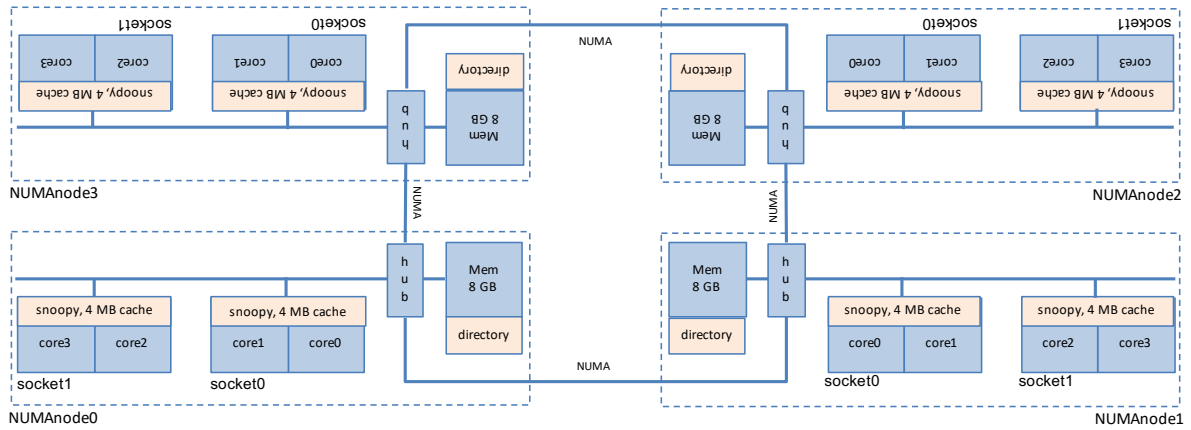 socket1
socket0
core3
core2
core1
core0
snoopy, 4 MB cache
snoopy, 4 MB cache
directory
Mem
8 GB
hub
NUMAnode3
NUMA
socket0
socket1
core0
core1
core2
core3
directory
Mem
8 GB
hub
snoopy, 4 MB cache
snoopy, 4 MB cache
NUMAnode2
NUMA
NUMA
hub
Mem
8 GB
directory
snoopy, 4 MB cache
snoopy, 4 MB cache
core3
core2
core1
core0
socket1
socket0
NUMAnode0
NUMA
Mem
8 GB
directory
hub
snoopy, 4 MB cache
snoopy, 4 MB cache
core0
core1
core2
core3
socket0
socket1
NUMAnode1